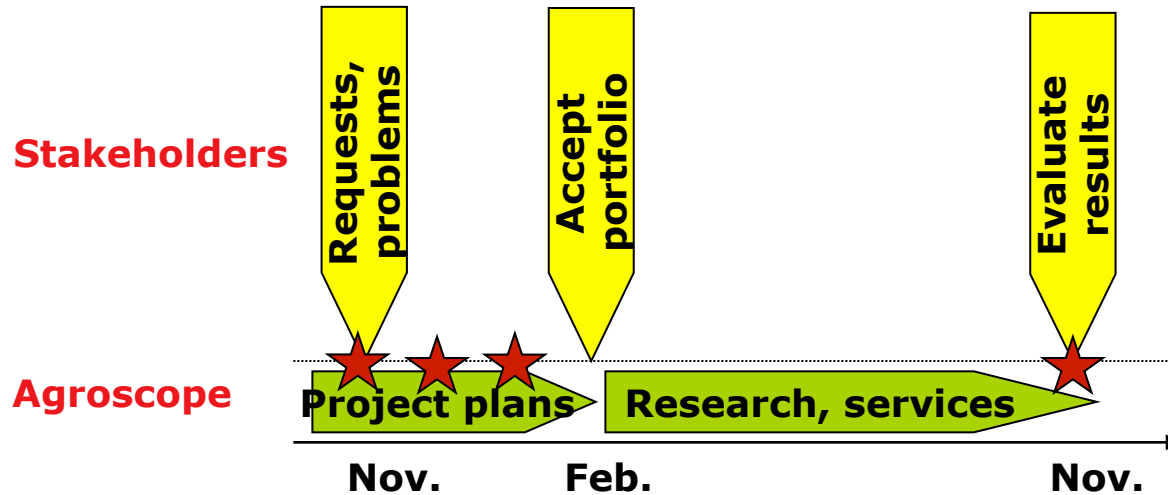 Requests,
problems
Accept
portfolio
Evaluate
results
Stakeholders
Agroscope
Project plans
Research, services
Nov.
Feb.
Nov.